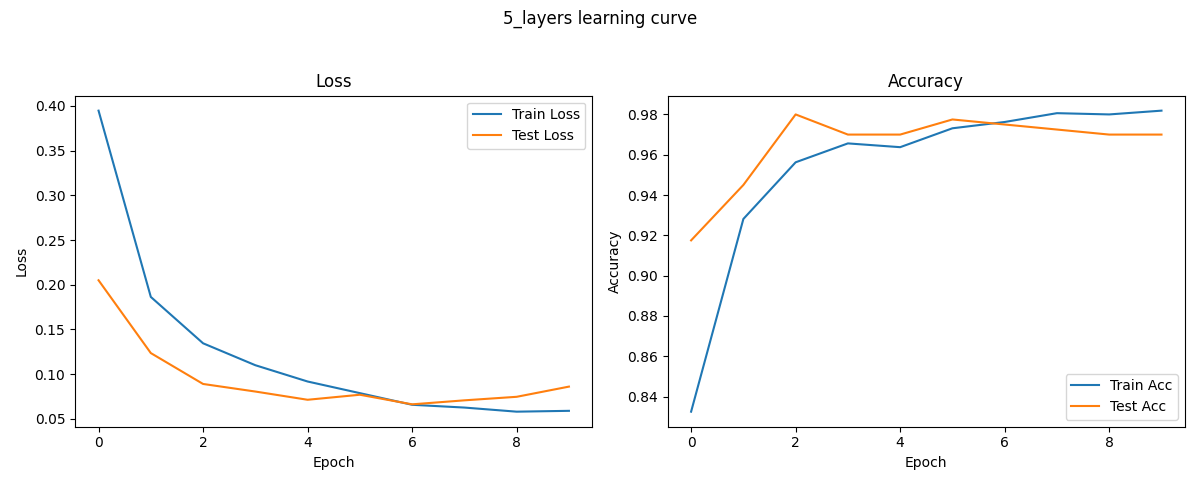 5_layers learning curve
Loss
Train Loss
Test Loss
0.40
0.35
0.30
0.25
0.20
0.15
0.10
0.05
Loss
0 2 4 6 8
Epoch
Accuracy
0.98
0.96
0.94
0.92
0.90
0.88
0.86
0.84
Accuracy
Train Acc
Test Acc
0 2 4 6 8
Epoch